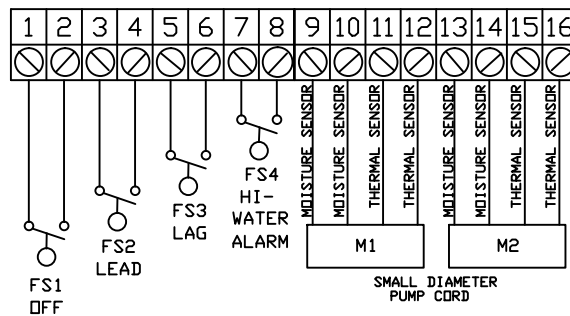 1 2 3 4 5 6 7 8 9 10 11 12 13 14 15 16
MOISTURE SENSOR
MOISTURE SENSOR
THERMAL SENSOR
THERMAL SENSOR
MOISTURE SENSOR
MOISTURE SENSOR
THERMAL SENSOR
THERMAL SENSOR
FS4
HI-
WATER
ALARM
FS3
LAG
FS2
LEAD
FS1
OFF
M1
M2
SMALL DIAMETER
PUMP CORD